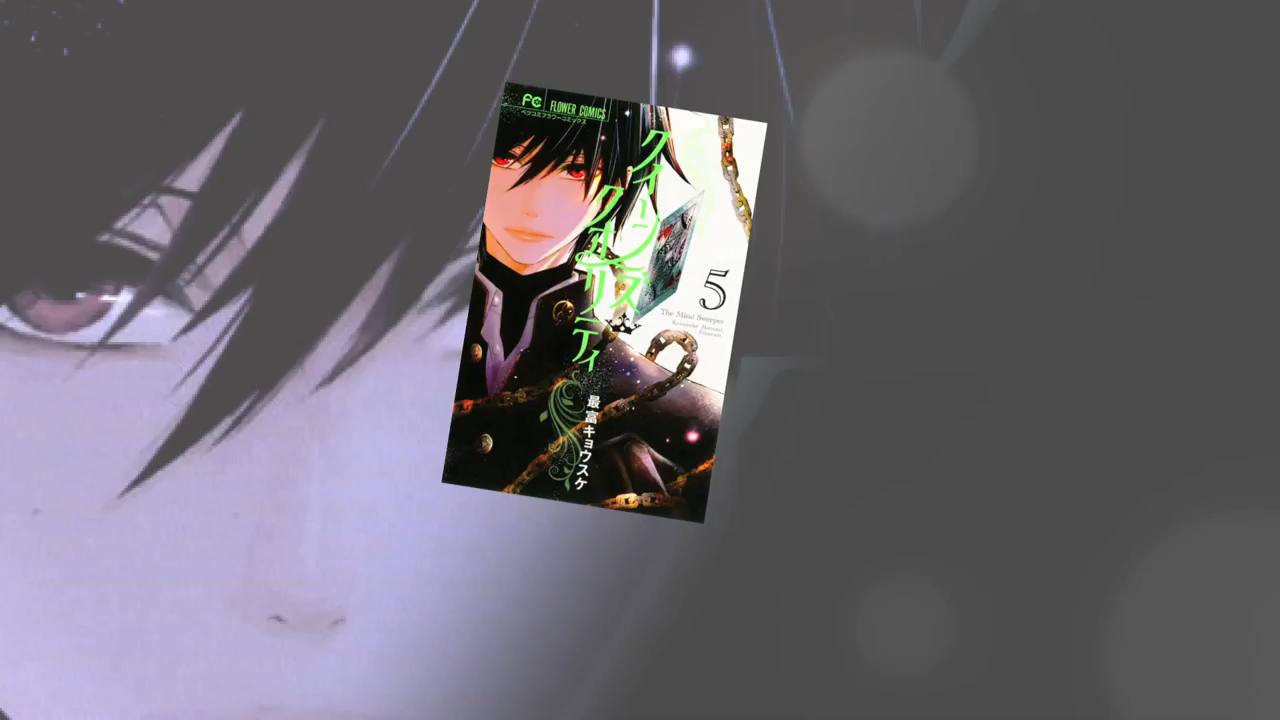 FC FLOWER COMICS
ベツコミフラワーコミックス
クイーンズ
クオリティ
5
The Mind Sweeper
最富キョウスケ